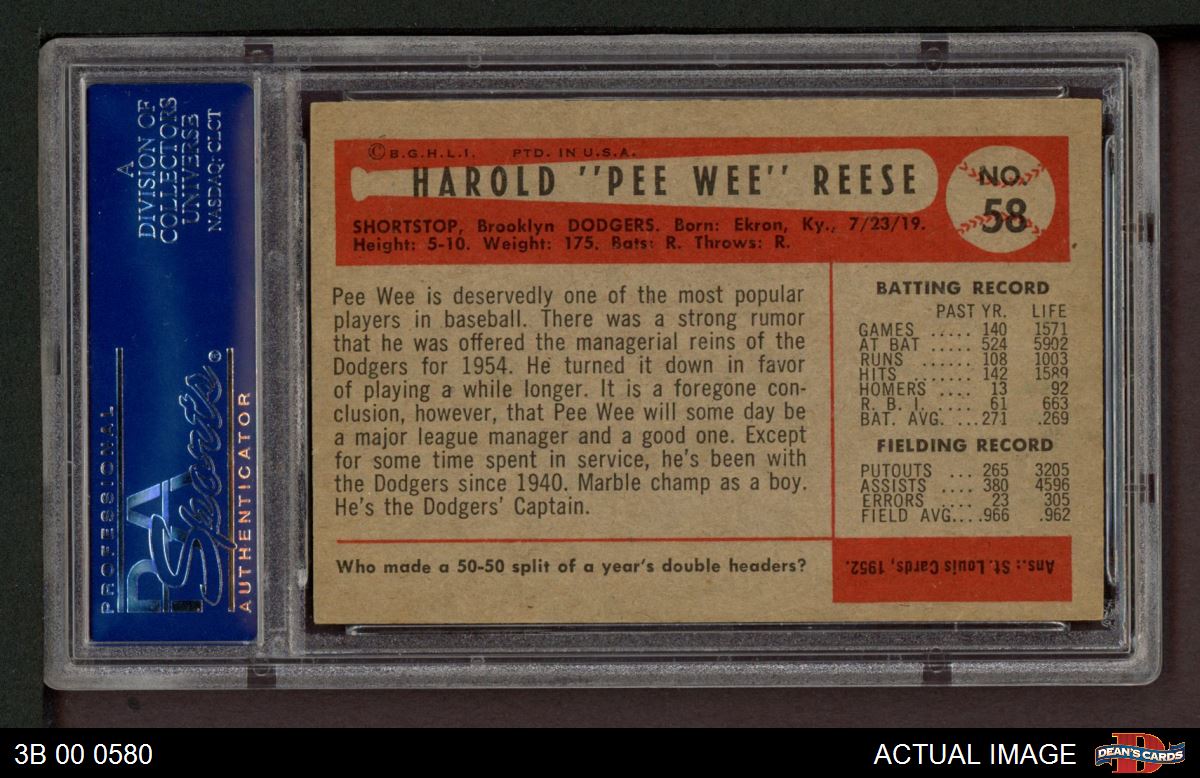 A
DIVISION OF
COLLECTORS
UNIVERSE
NASDAQ: CLCT
PROFESSIONAL
PSA
Sports®
AUTHENTICATOR
© B.G.H.L.I. PTD. IN U.S.A.
HAROLD "PEE WEE" REESE
NO.
58
SHORTSTOP, Brooklyn DODGERS. Born: Ekron, Ky., 7/23/19.
Height: 5-10. Weight: 175. Bats: R. Throws: R.
Pee Wee is deservedly one of the most popular
players in baseball. There was a strong rumor
that he was offered the managerial reins of the
Dodgers for 1954. He turned it down in favor
of playing a while longer. It is a foregone con-
clusion, however, that Pee Wee will some day be
a major league manager and a good one. Except
for some time spent in service, he's been with
the Dodgers since 1940. Marble champ as a boy.
He's the Dodgers' Captain.
BATTING RECORD
PAST YR. LIFE
GAMES ..... 140 1571
AT BAT ..... 524 5902
RUNS ...... 108 1003
HITS ...... 142 1589
HOMERS .... 13 92
R. B. I. .... 61 663
BAT. AVG. ...271 .269
FIELDING RECORD
PUTOUTS ... 265 3205
ASSISTS .... 380 4596
ERRORS .... 23 305
FIELD AVG....966 .962
Who made a 50-50 split of a year's double headers?
Ans.: St. Louis Cards, 1952.
3B 00 0580
ACTUAL IMAGE
DEAN'S CARDS